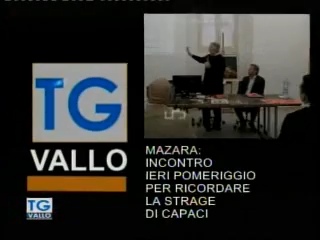 TG
VALLO
MAZARA:
INCONTRO
IERI POMERIGGIO
PER RICORDARE
LA STRAGE
DI CAPACI
TG
VALLO